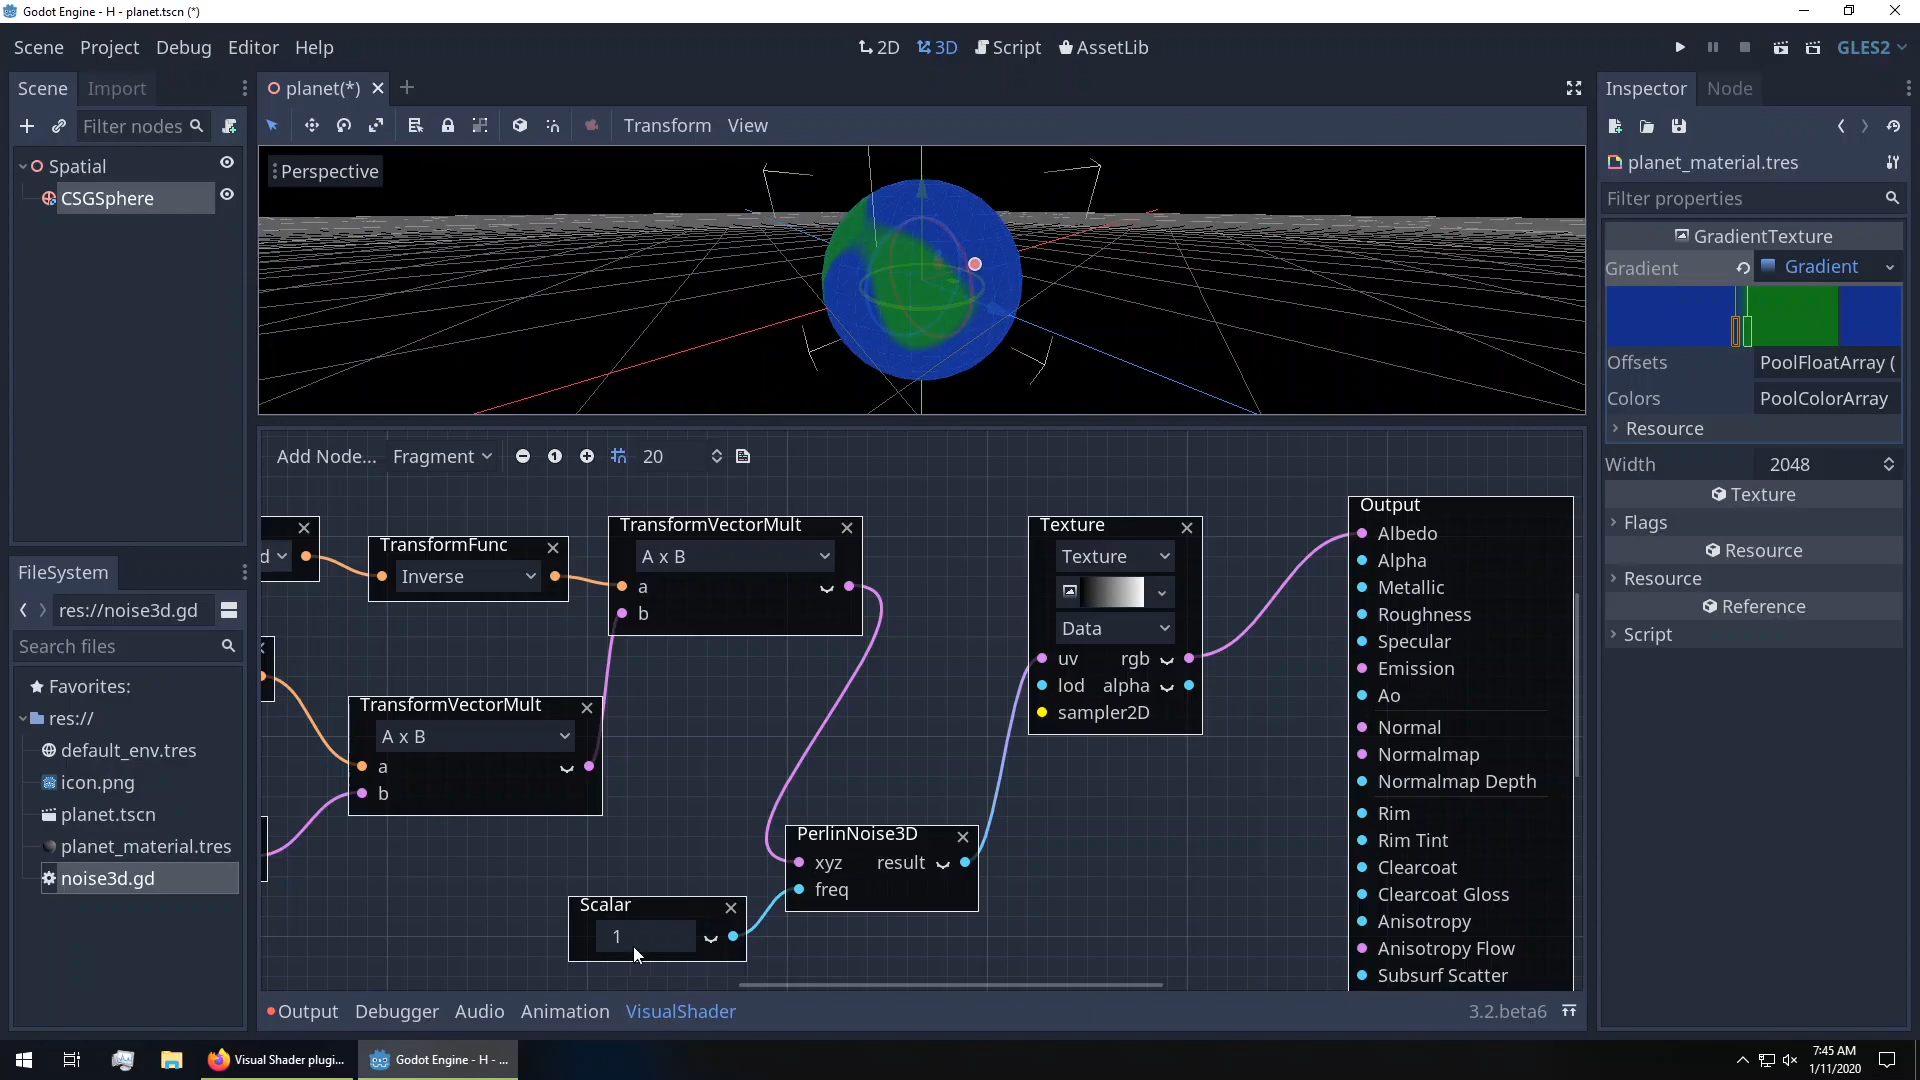 Godot Engine - H - planet.tscn (*)
Scene Project Debug Editor Help
2D 3D Script AssetLib
GLES2
Scene Import
planet(*)
Inspector Node
Filter nodes
Transform View
Spatial
CSGSphere
Perspective
planet_material.tres
Filter properties
GradientTexture
Gradient Gradient
Offsets PoolFloatArray (
Colors PoolColorArray
Resource
Width 2048
Texture
Flags
Resource
Resource
Reference
Script
FileSystem
res://noise3d.gd
Search files
Favorites:
res://
default_env.tres
icon.png
planet.tscn
planet_material.tres
noise3d.gd
Add Node... Fragment 1 20
d
TransformFunc
Inverse
TransformVectorMult
A x B
a
b
TransformVectorMult
A x B
a
b
Texture
Texture
Data
uv rgb
lod alpha
sampler2D
PerlinNoise3D
xyz result
freq
Scalar
1
Output
Albedo
Alpha
Metallic
Roughness
Specular
Emission
Ao
Normal
Normalmap
Normalmap Depth
Rim
Rim Tint
Clearcoat
Clearcoat Gloss
Anisotropy
Anisotropy Flow
Subsurf Scatter
Output Debugger Audio Animation VisualShader
3.2.beta6
Visual Shader plugi...
Godot Engine - H - ...
7:45 AM
1/11/2020